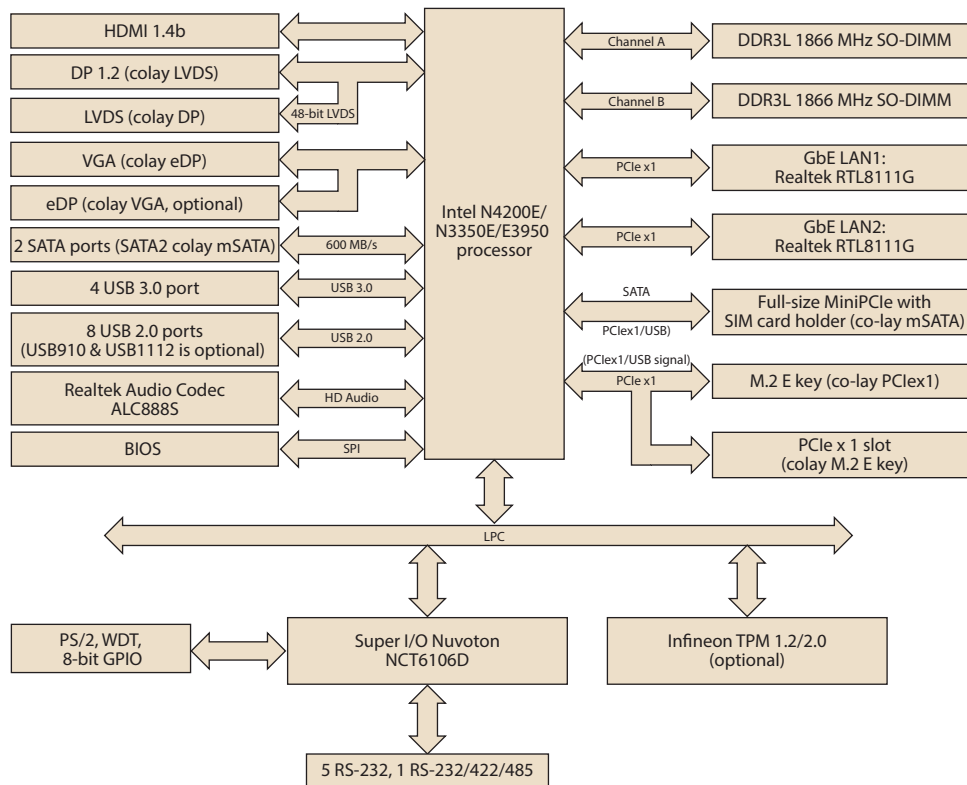 HDMI 1.4b
DP 1.2 (colay LVDS)
LVDS (colay DP)
48-bit LVDS
VGA (colay eDP)
eDP (colay VGA, optional)
2 SATA ports (SATA2 colay mSATA)
600 MB/s
4 USB 3.0 port
USB 3.0
8 USB 2.0 ports
(USB910 & USB1112 is optional)
USB 2.0
Realtek Audio Codec
ALC888S
HD Audio
BIOS
SPI
Intel N4200E/
N3350E/E3950
processor
Channel A
DDR3L 1866 MHz SO-DIMM
Channel B
DDR3L 1866 MHz SO-DIMM
PCIe x1
GbE LAN1:
Realtek RTL8111G
PCIe x1
GbE LAN2:
Realtek RTL8111G
SATA
PCIex1/USB)
Full-size MiniPCIe with
SIM card holder (co-lay mSATA)
(PCIex1/USB signal)
PCIe x1
M.2 E key (co-lay PCIex1)
PCIe x 1 slot
(colay M.2 E key)
LPC
PS/2, WDT,
8-bit GPIO
Super I/O Nuvoton
NCT6106D
Infineon TPM 1.2/2.0
(optional)
5 RS-232, 1 RS-232/422/485